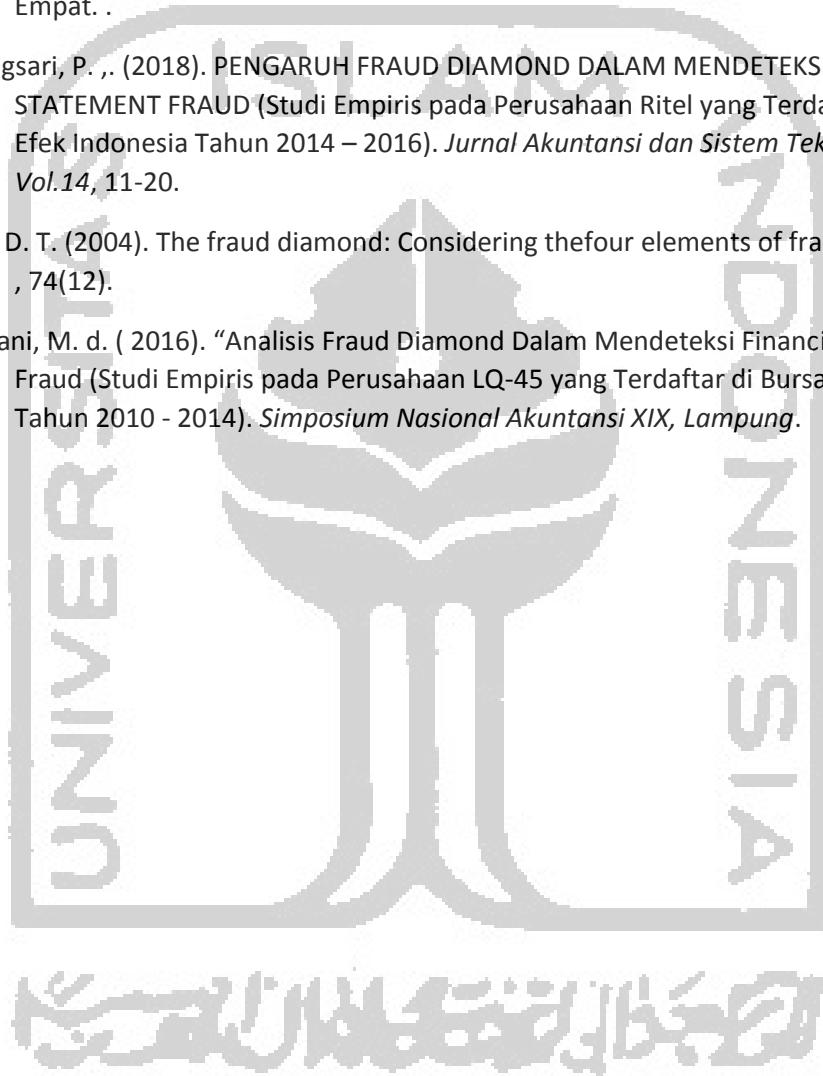 Empat. .
gsari, P. ,. (2018). PENGARUH FRAUD DIAMOND DALAM MENDETEKS
STATEMENT FRAUD (Studi Empiris pada Perusahaan Ritel yang Terda
Efek Indonesia Tahun 2014 – 2016). Jurnal Akuntansi dan Sistem Tek
Vol.14, 11-20.
D. T. (2004). The fraud diamond: Considering thefour elements of fra
, 74(12).
ani, M. d. ( 2016). “Analisis Fraud Diamond Dalam Mendeteksi Financi
Fraud (Studi Empiris pada Perusahaan LQ-45 yang Terdaftar di Bursa
Tahun 2010 - 2014). Simposium Nasional Akuntansi XIX, Lampung.
UNIVERSITAS
ISLAM
INDONESIA